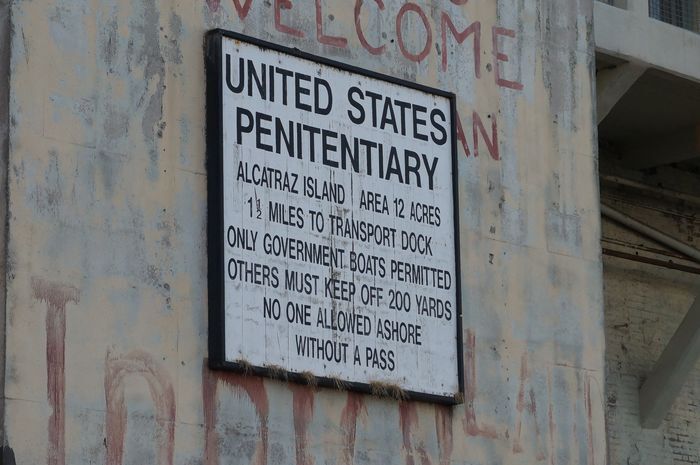 WELCOME
UNITED STATES
PENITENTIARY
ALCATRAZ ISLAND AREA 12 ACRES
1½ MILES TO TRANSPORT DOCK
ONLY GOVERNMENT BOATS PERMITTED
OTHERS MUST KEEP OFF 200 YARDS
NO ONE ALLOWED ASHORE
WITHOUT A PASS